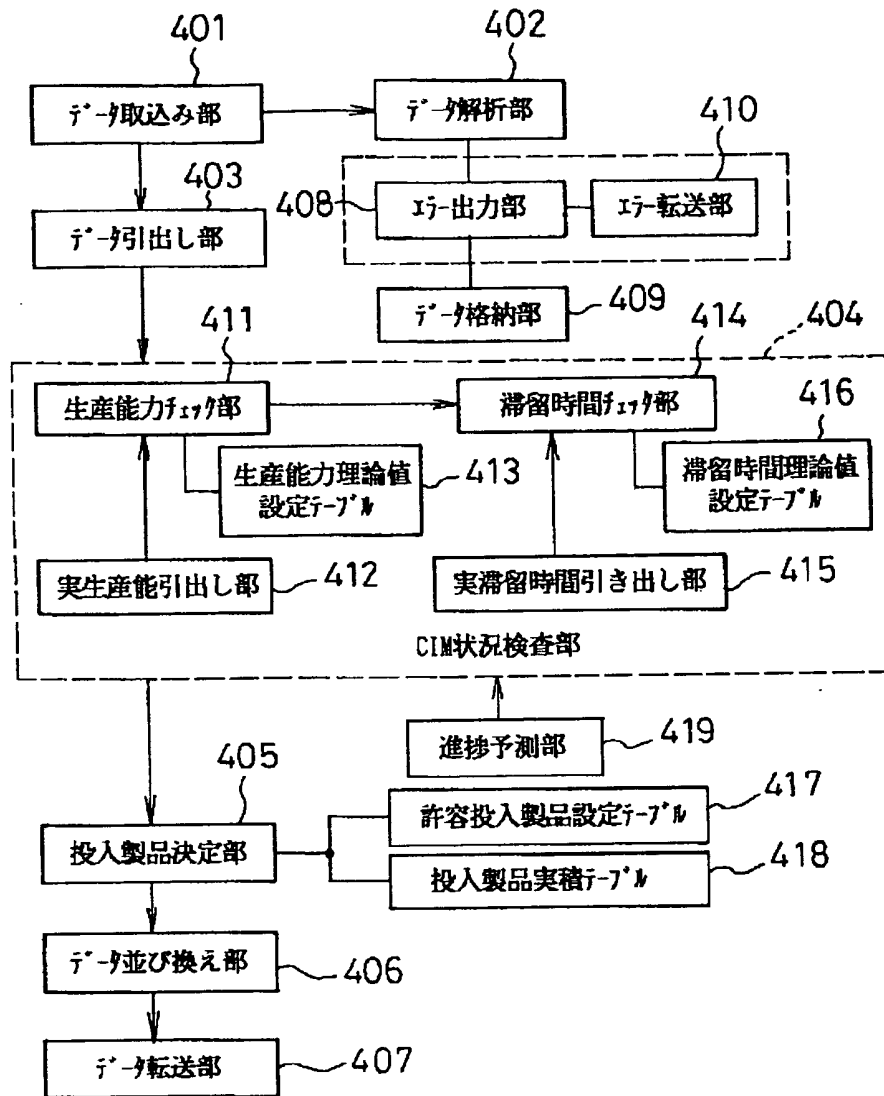 401
402
データ取込み部
データ解析部
410
403
408
エラー出力部
エラー転送部
データ引出し部
データ格納部
409
411
414
404
生産能力チェック部
滞留時間チェック部
416
生産能力理論値
設定テーブル
413
滞留時間理論値
設定テーブル
実生産能引出し部
412
実滞留時間引き出し部
415
CIM状況検査部
進捗予測部
419
405
許容投入製品設定テーブル
417
投入製品決定部
投入製品実積テーブル
418
データ並び換え部
406
データ転送部
407